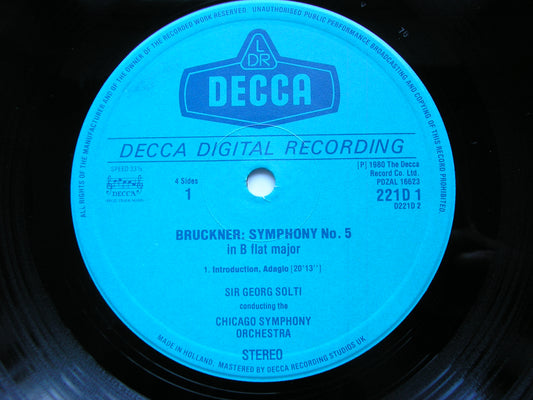 ALL RIGHTS OF THE MANUFACTURER AND OF THE OWNER OF THE RECORDED WORK RESERVED. UNAUTHORISED PUBLIC PERFORMANCE BROADCASTING AND COPYING OF THIS RECORD PROHIBITED.
LDR
DECCA
DECCA DIGITAL RECORDING
SPEED 33⅓
DECCA
4 Sides
1
[P] 1980 The Decca
Record Co. Ltd.
PDZAL 16623
221D 1
D221D 2
BRUCKNER: SYMPHONY No. 5
in B flat major
1. Introduction, Adagio [20'13'']
SIR GEORG SOLTI
conducting the
CHICAGO SYMPHONY
ORCHESTRA
STEREO
MADE IN HOLLAND, MASTERED BY DECCA RECORDING STUDIOS UK